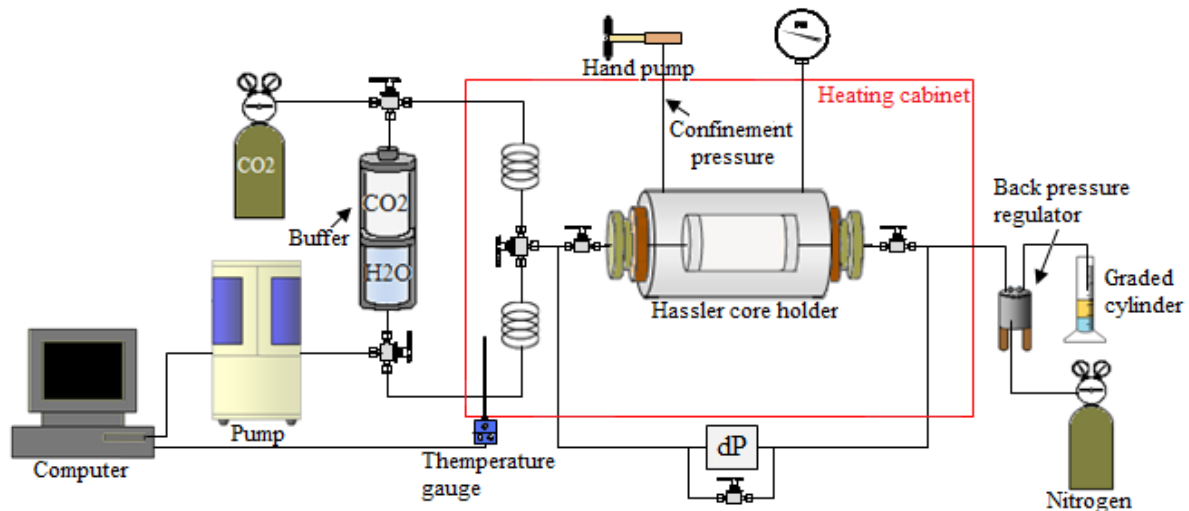 Hand pump
Heating cabinet
Confinement
pressure
CO2
CO2
Buffer
H2O
Back pressure
regulator
Graded
cylinder
Hassler core holder
Pump
Computer
Themperature
gauge
dP
Nitrogen